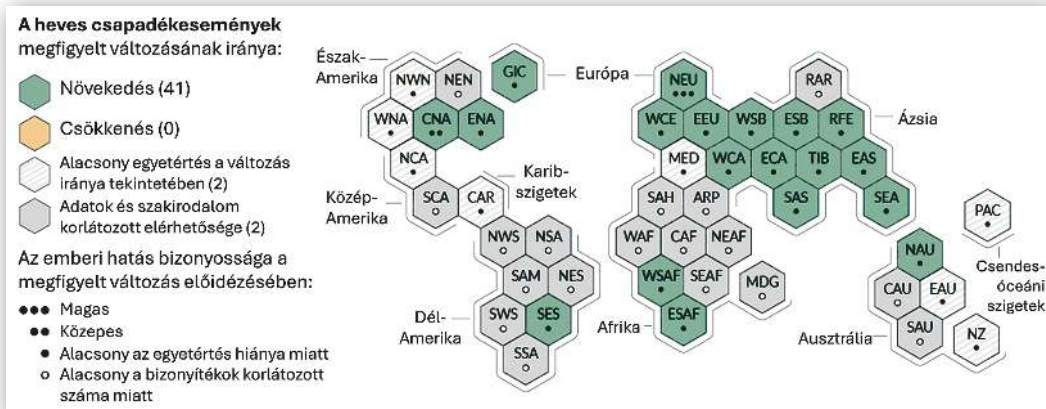 A heves csapadékesemények
megfigyelt változásának iránya:
Növekedés (41)
Csökkenés (0)
Alacsony egyetértés a változás
iránya tekintetében (2)
Adatok és szakirodalom
korlátozott elérhetősége (2)
Az emberi hatás bizonyossága a
megfigyelt változás előidézésében:
●●● Magas
●● Közepes
● Alacsony az egyetértés hiánya miatt
○ Alacsony a bizonyítékok korlátozott
száma miatt
Észak-
Amerika
NWN NEN GIC
WNA CNA ENA
NCA
SCA CAR
Közép-
Amerika
Karib-
szigetek
NWS NSA
SAM NES
SWS SES
SSA
Dél-
Amerika
Európa
NEU RAR
WCE EEU WSB ESB RFE
Ázsia
MED WCA ECA TIB EAS
SAH ARP SAS SEA
WAF CAF NEAF
WSAF SEAF MDG
ESAF
Afrika
PAC
Csendes-
óceáni
szigetek
NAU
CAU EAU
SAU NZ
Ausztrália